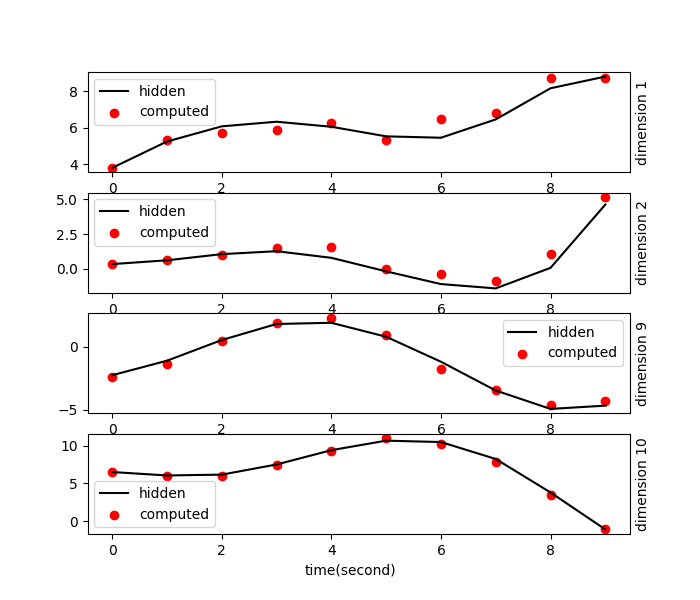 hidden
computed
8
6
4
0
2
4
6
8
dimension 1
hidden
computed
5.0
2.5
0.0
0
2
4
6
8
dimension 2
hidden
computed
0
−5
0
2
4
6
8
dimension 9
hidden
computed
10
5
0
0
2
4
6
8
dimension 10
time(second)